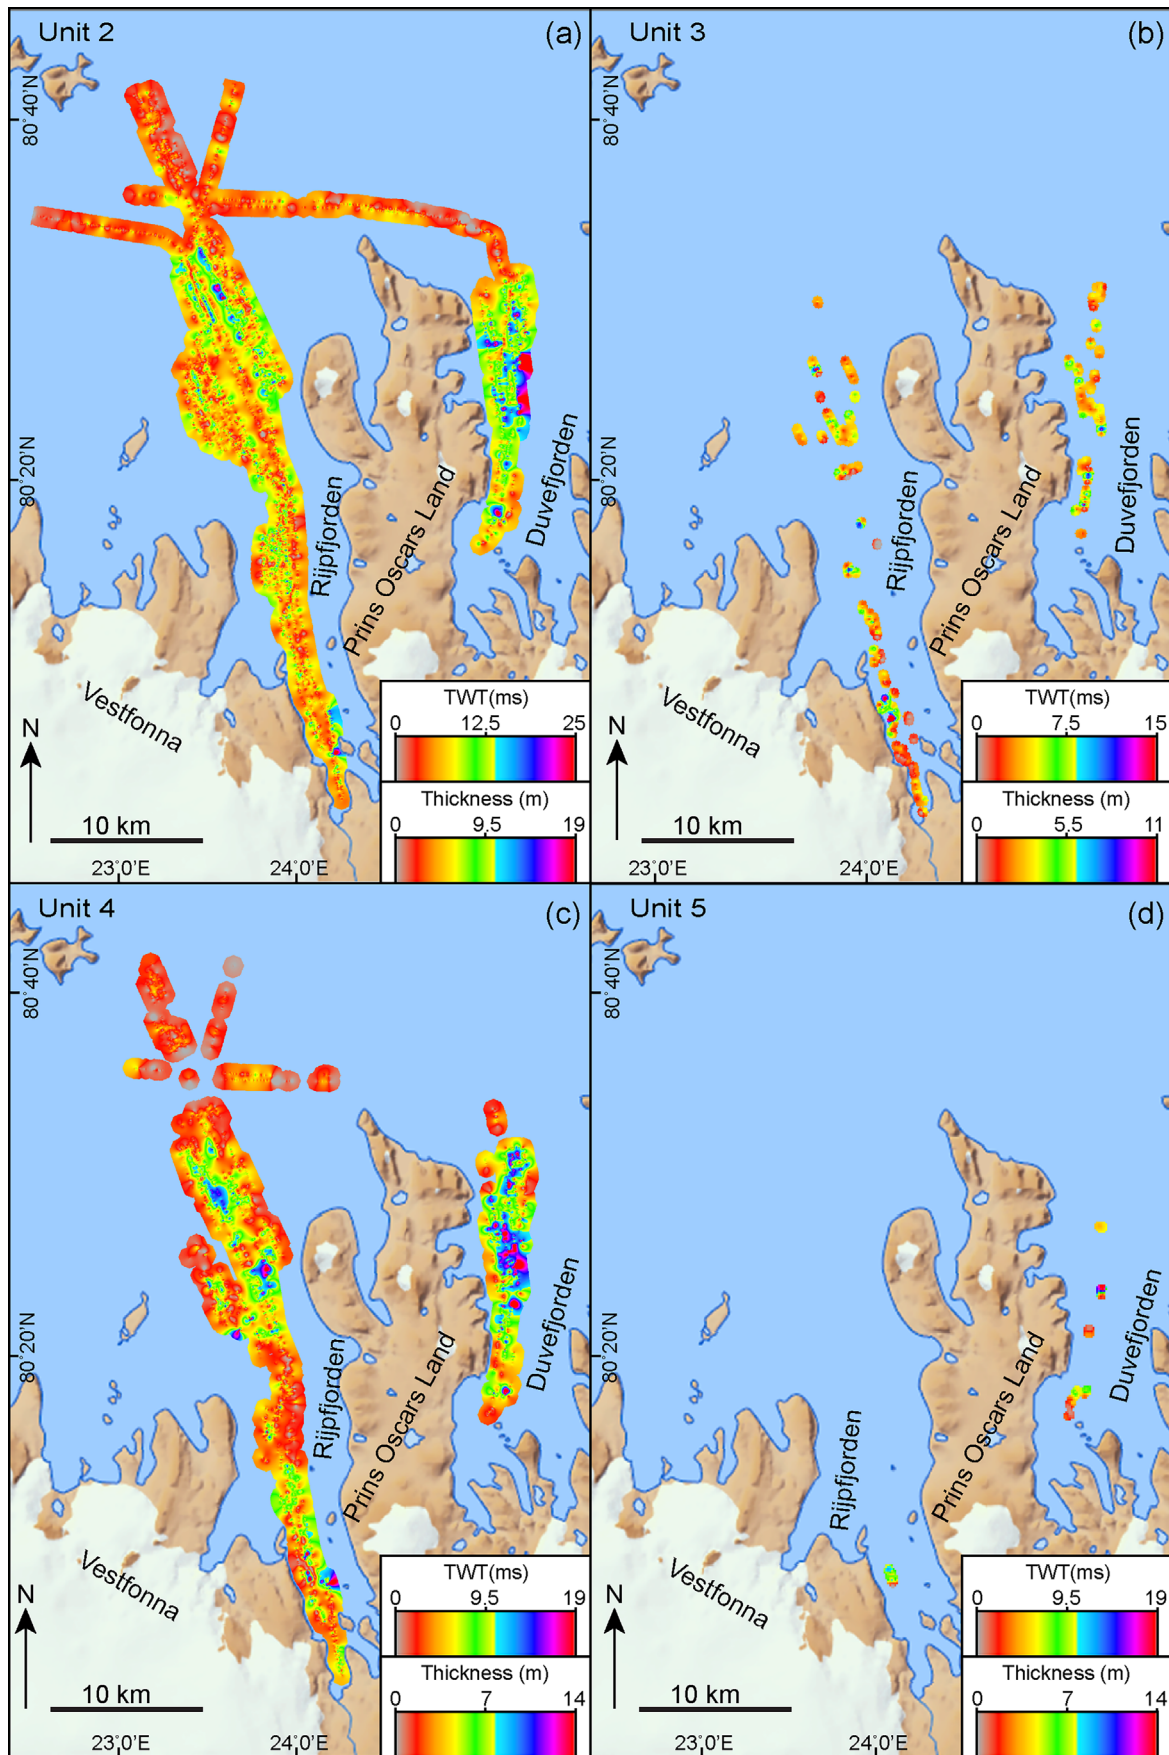 Unit 2
(a)
80°40'N
80°20'N
Rijpfjorden
Prins Oscars Land
Duvefjorden
Vestfonna
N
10 km
23°0'E
24°0'E
TWT(ms)
0 12.5 25
Thickness (m)
0 9.5 19
Unit 3
(b)
80°40'N
80°20'N
Rijpfjorden
Prins Oscars Land
Duvefjorden
Vestfonna
N
10 km
23°0'E
24°0'E
TWT(ms)
0 7.5 15
Thickness (m)
0 5.5 11
Unit 4
(c)
80°40'N
80°20'N
Rijpfjorden
Prins Oscars Land
Duvefjorden
Vestfonna
N
10 km
23°0'E
24°0'E
TWT(ms)
0 9.5 19
Thickness (m)
0 7 14
Unit 5
(d)
80°40'N
80°20'N
Rijpfjorden
Prins Oscars Land
Duvefjorden
Vestfonna
N
10 km
23°0'E
24°0'E
TWT(ms)
0 9.5 19
Thickness (m)
0 7 14